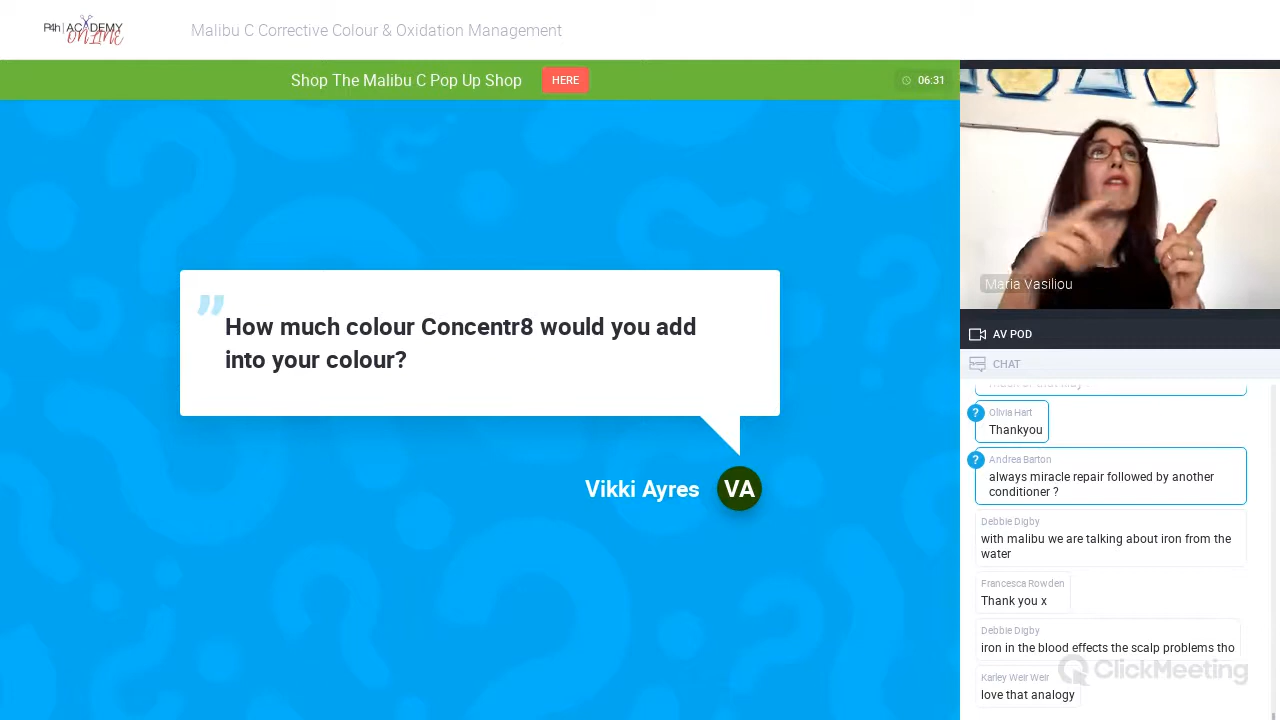 P4h | ACADEMY
ONLINE
Malibu C Corrective Colour & Oxidation Management
Shop The Malibu C Pop Up Shop
HERE
06:31
How much colour Concentr8 would you add
into your colour?
Vikki Ayres
VA
Maria Vasiliou
AV POD
CHAT
?
Olivia Hart
Thankyou
?
Andrea Barton
always miracle repair followed by another
conditioner ?
Debbie Digby
with malibu we are talking about iron from the
water
Francesca Rowden
Thank you x
Debbie Digby
iron in the blood effects the scalp problems tho
Karley Weir Weir
love that analogy
ClickMeeting